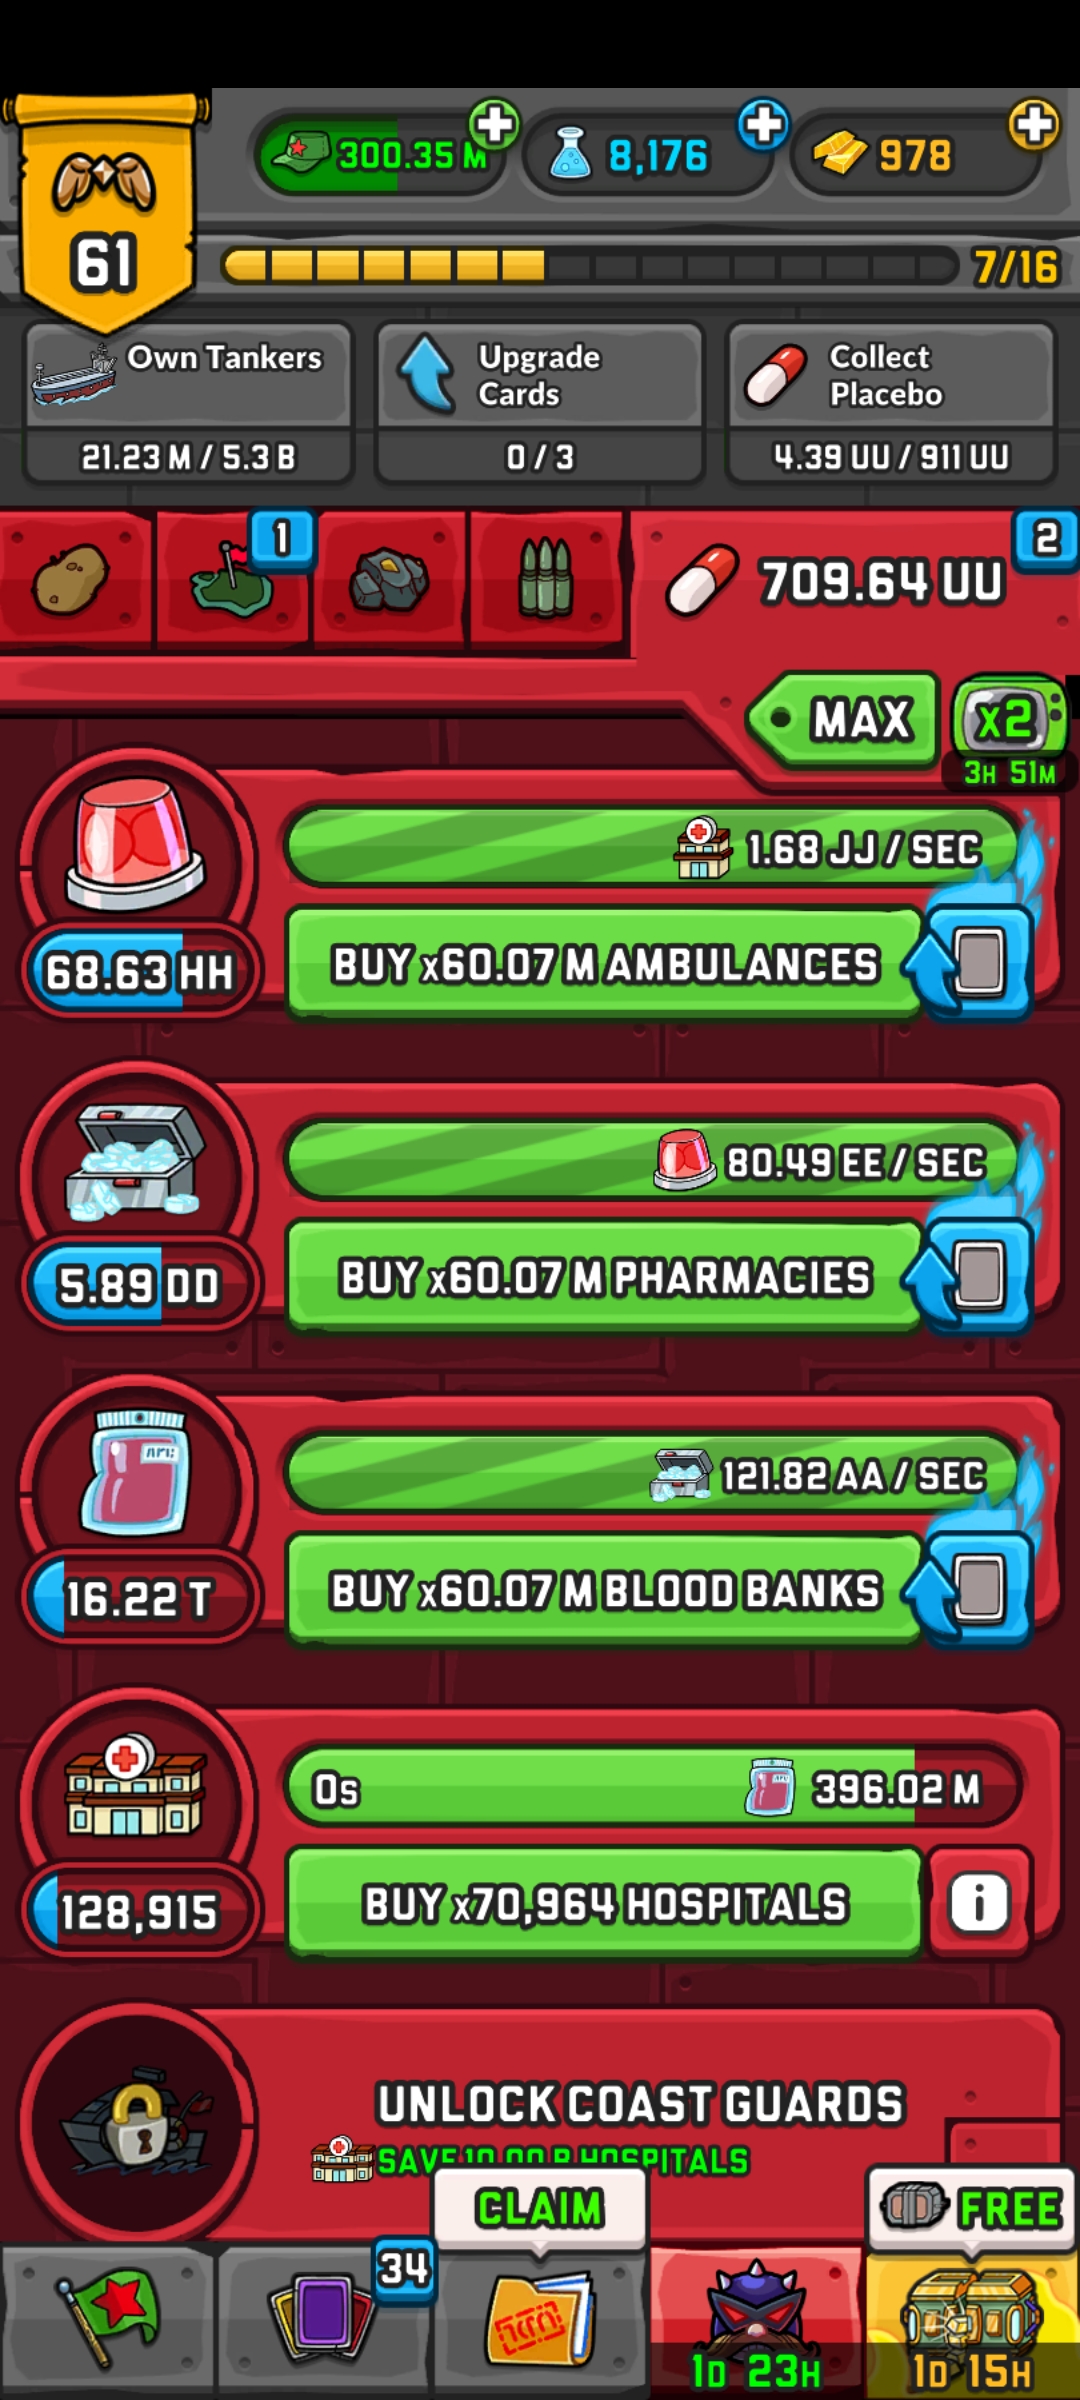 300.35 M
8,176
978
61
7/16
Own Tankers
21.23 M / 5.3 B
Upgrade
Cards
0 / 3
Collect
Placebo
4.39 UU / 911 UU
1
2
709.64 UU
MAX
x2
3H 51M
1.68 JJ / SEC
68.63 HH
BUY x60.07 M AMBULANCES
80.49 EE / SEC
5.89 DD
BUY x60.07 M PHARMACIES
121.82 AA / SEC
16.22 T
BUY x60.07 M BLOOD BANKS
0s
396.02 M
128,915
BUY x70,964 HOSPITALS
i
UNLOCK COAST GUARDS
SAVE 10.00 B HOSPITALS
CLAIM
FREE
34
1D 23H
1D 15H